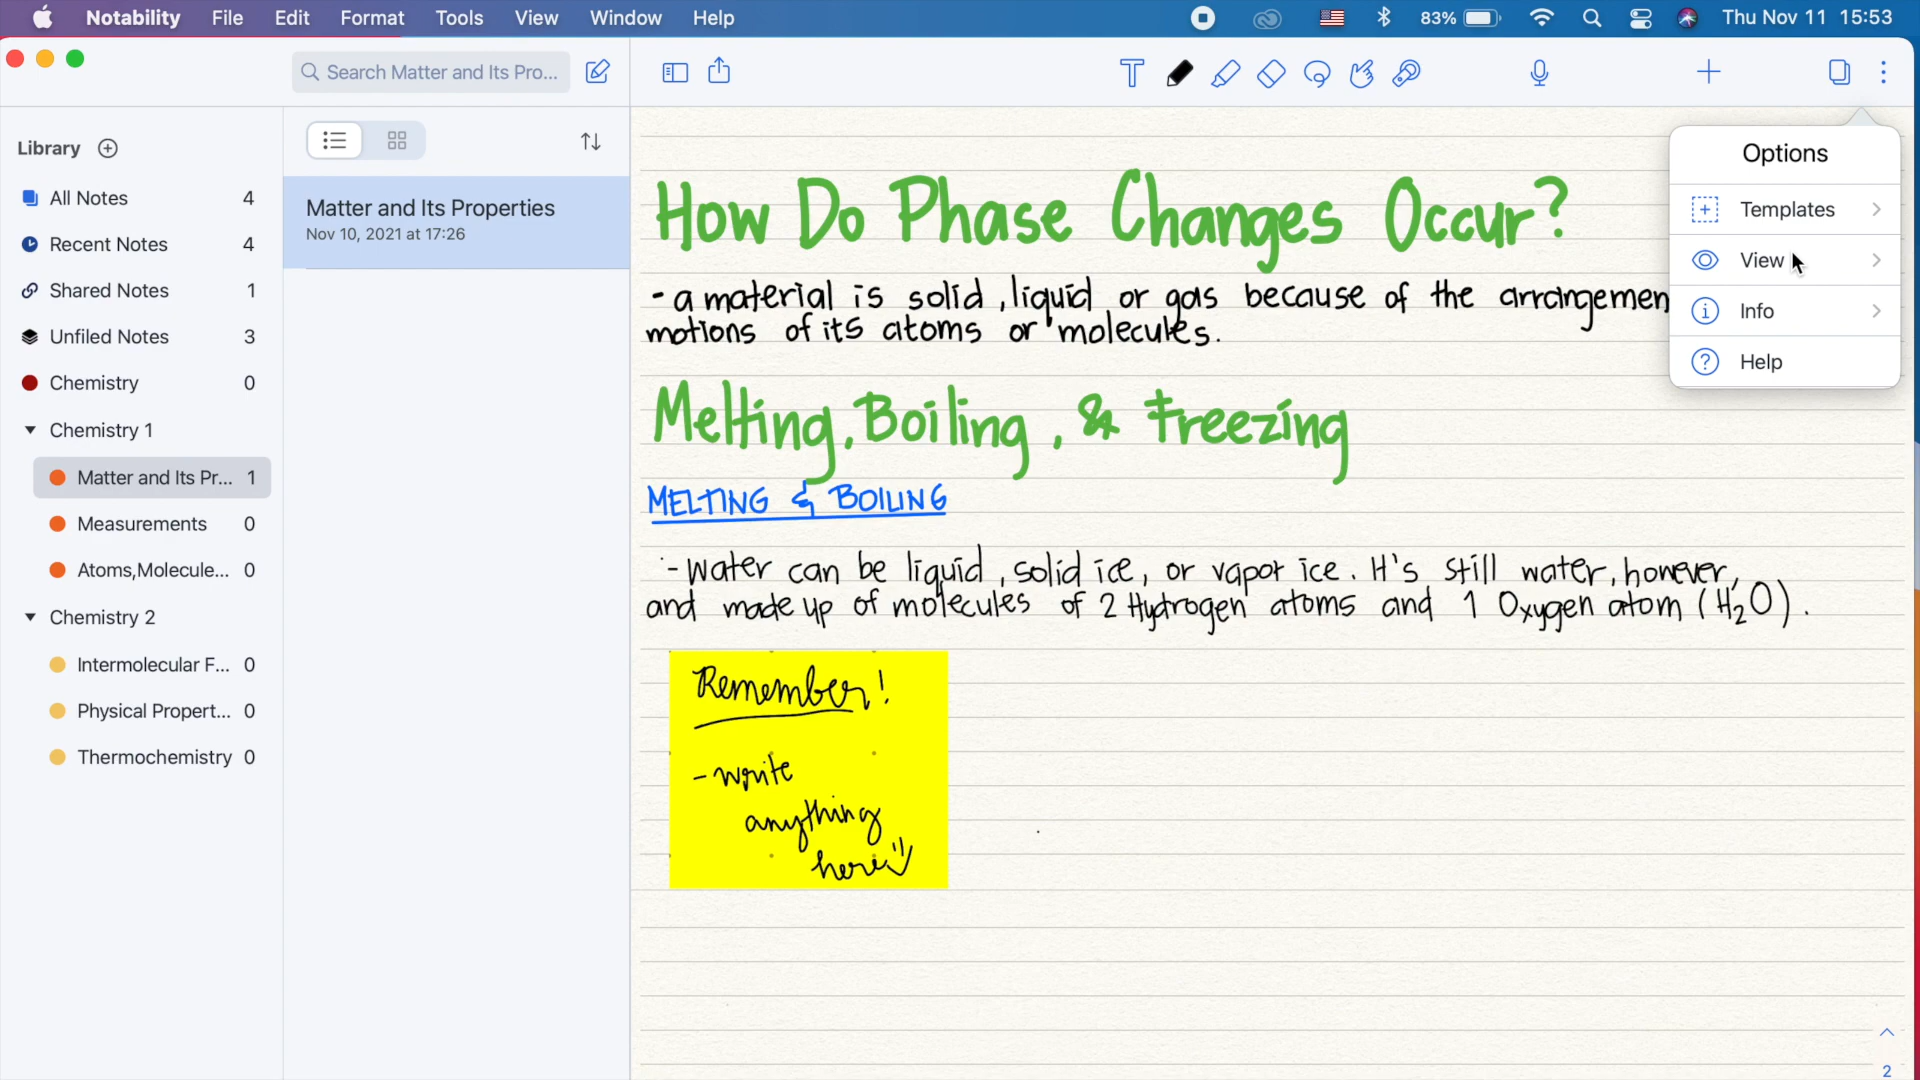 Notability File Edit Format Tools View Window Help 83% Thu Nov 11 15:53
Search Matter and Its Pro...
Library
All Notes 4
Recent Notes 4
Shared Notes 1
Unfiled Notes 3
Chemistry 0
Chemistry 1
Matter and Its Pr... 1
Measurements 0
Atoms,Molecule... 0
Chemistry 2
Intermolecular F... 0
Physical Propert... 0
Thermochemistry 0
Matter and Its Properties
Nov 10, 2021 at 17:26
How Do Phase Changes Occur?
- a material is solid, liquid or gas because of the arrangemen
motions of its atoms or molecules.
Melting, Boiling, & Freezing
MELTING & BOILING
- Water can be liquid, solid ice, or vapor ice. It's still water, however,
and made up of molecules of 2 Hydrogen atoms and 1 Oxygen atom (H₂O).
Remember!
- write
anything
here
Options
Templates
View
Info
Help
2